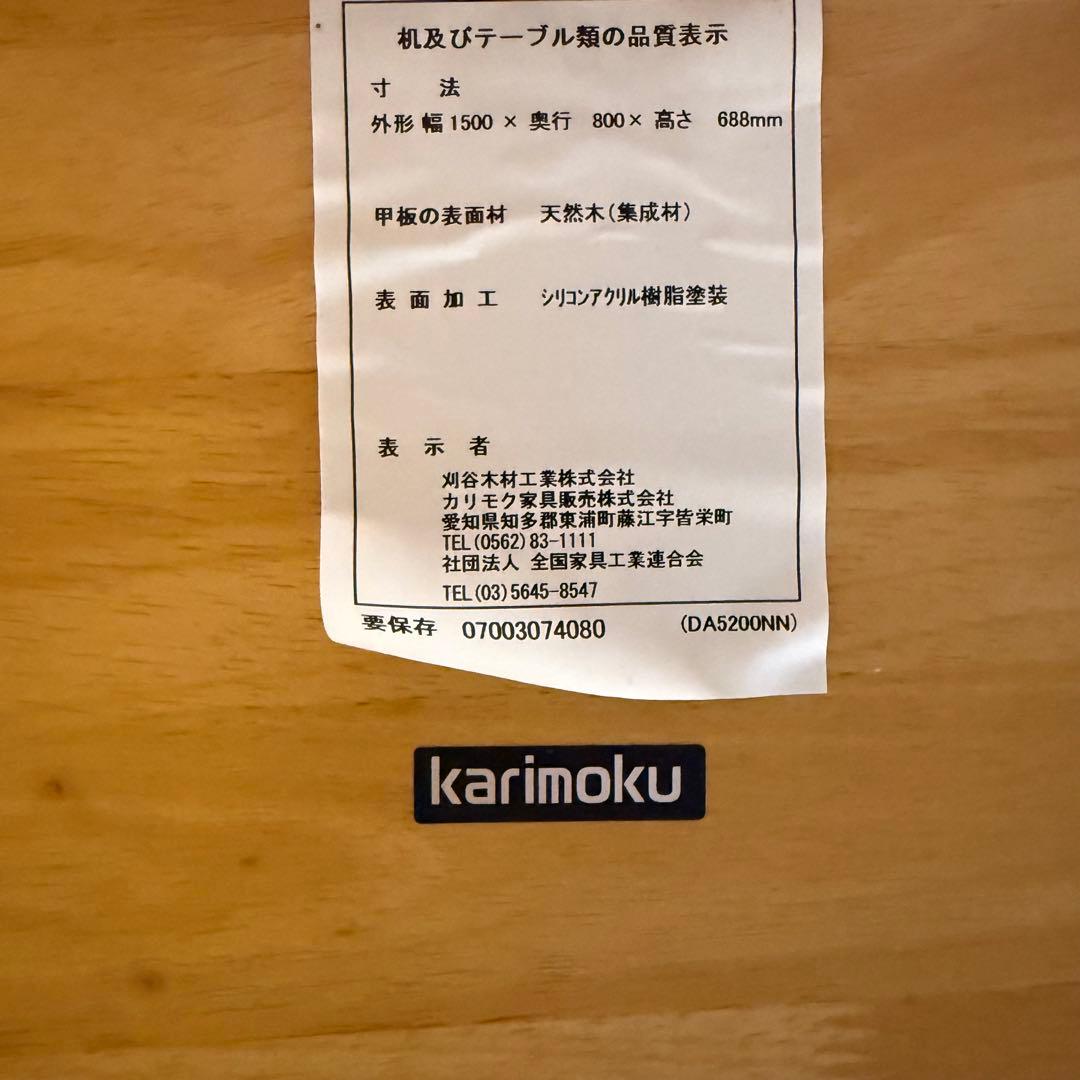 机及びテーブル類の品質表示
寸 法
外形 幅 1500 × 奥行 800× 高さ 688mm
甲板の表面材 天然木(集成材)
表 面 加 工 シリコンアクリル樹脂塗装
表 示 者
刈谷木材工業株式会社
カリモク家具販売株式会社
愛知県知多郡東浦町藤江字皆栄町
TEL(0562)83-1111
社団法人 全国家具工業連合会
TEL(03)5645-8547
要保存 07003074080 (DA5200NN)
karimoku